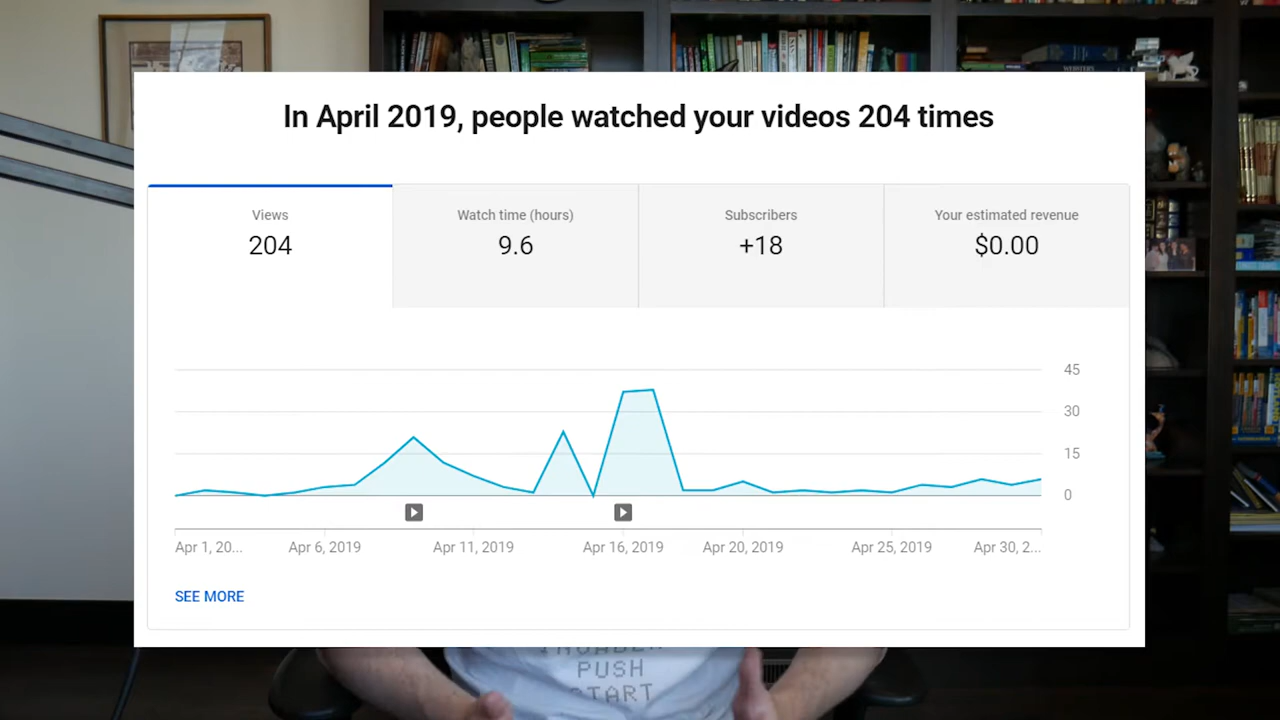 In April 2019, people watched your videos 204 times
Views
204
Watch time (hours)
9.6
Subscribers
+18
Your estimated revenue
$0.00
45
30
15
0
Apr 1, 20...
Apr 6, 2019
Apr 11, 2019
Apr 16, 2019
Apr 20, 2019
Apr 25, 2019
Apr 30, 2...
SEE MORE
INVADER
PUSH
START